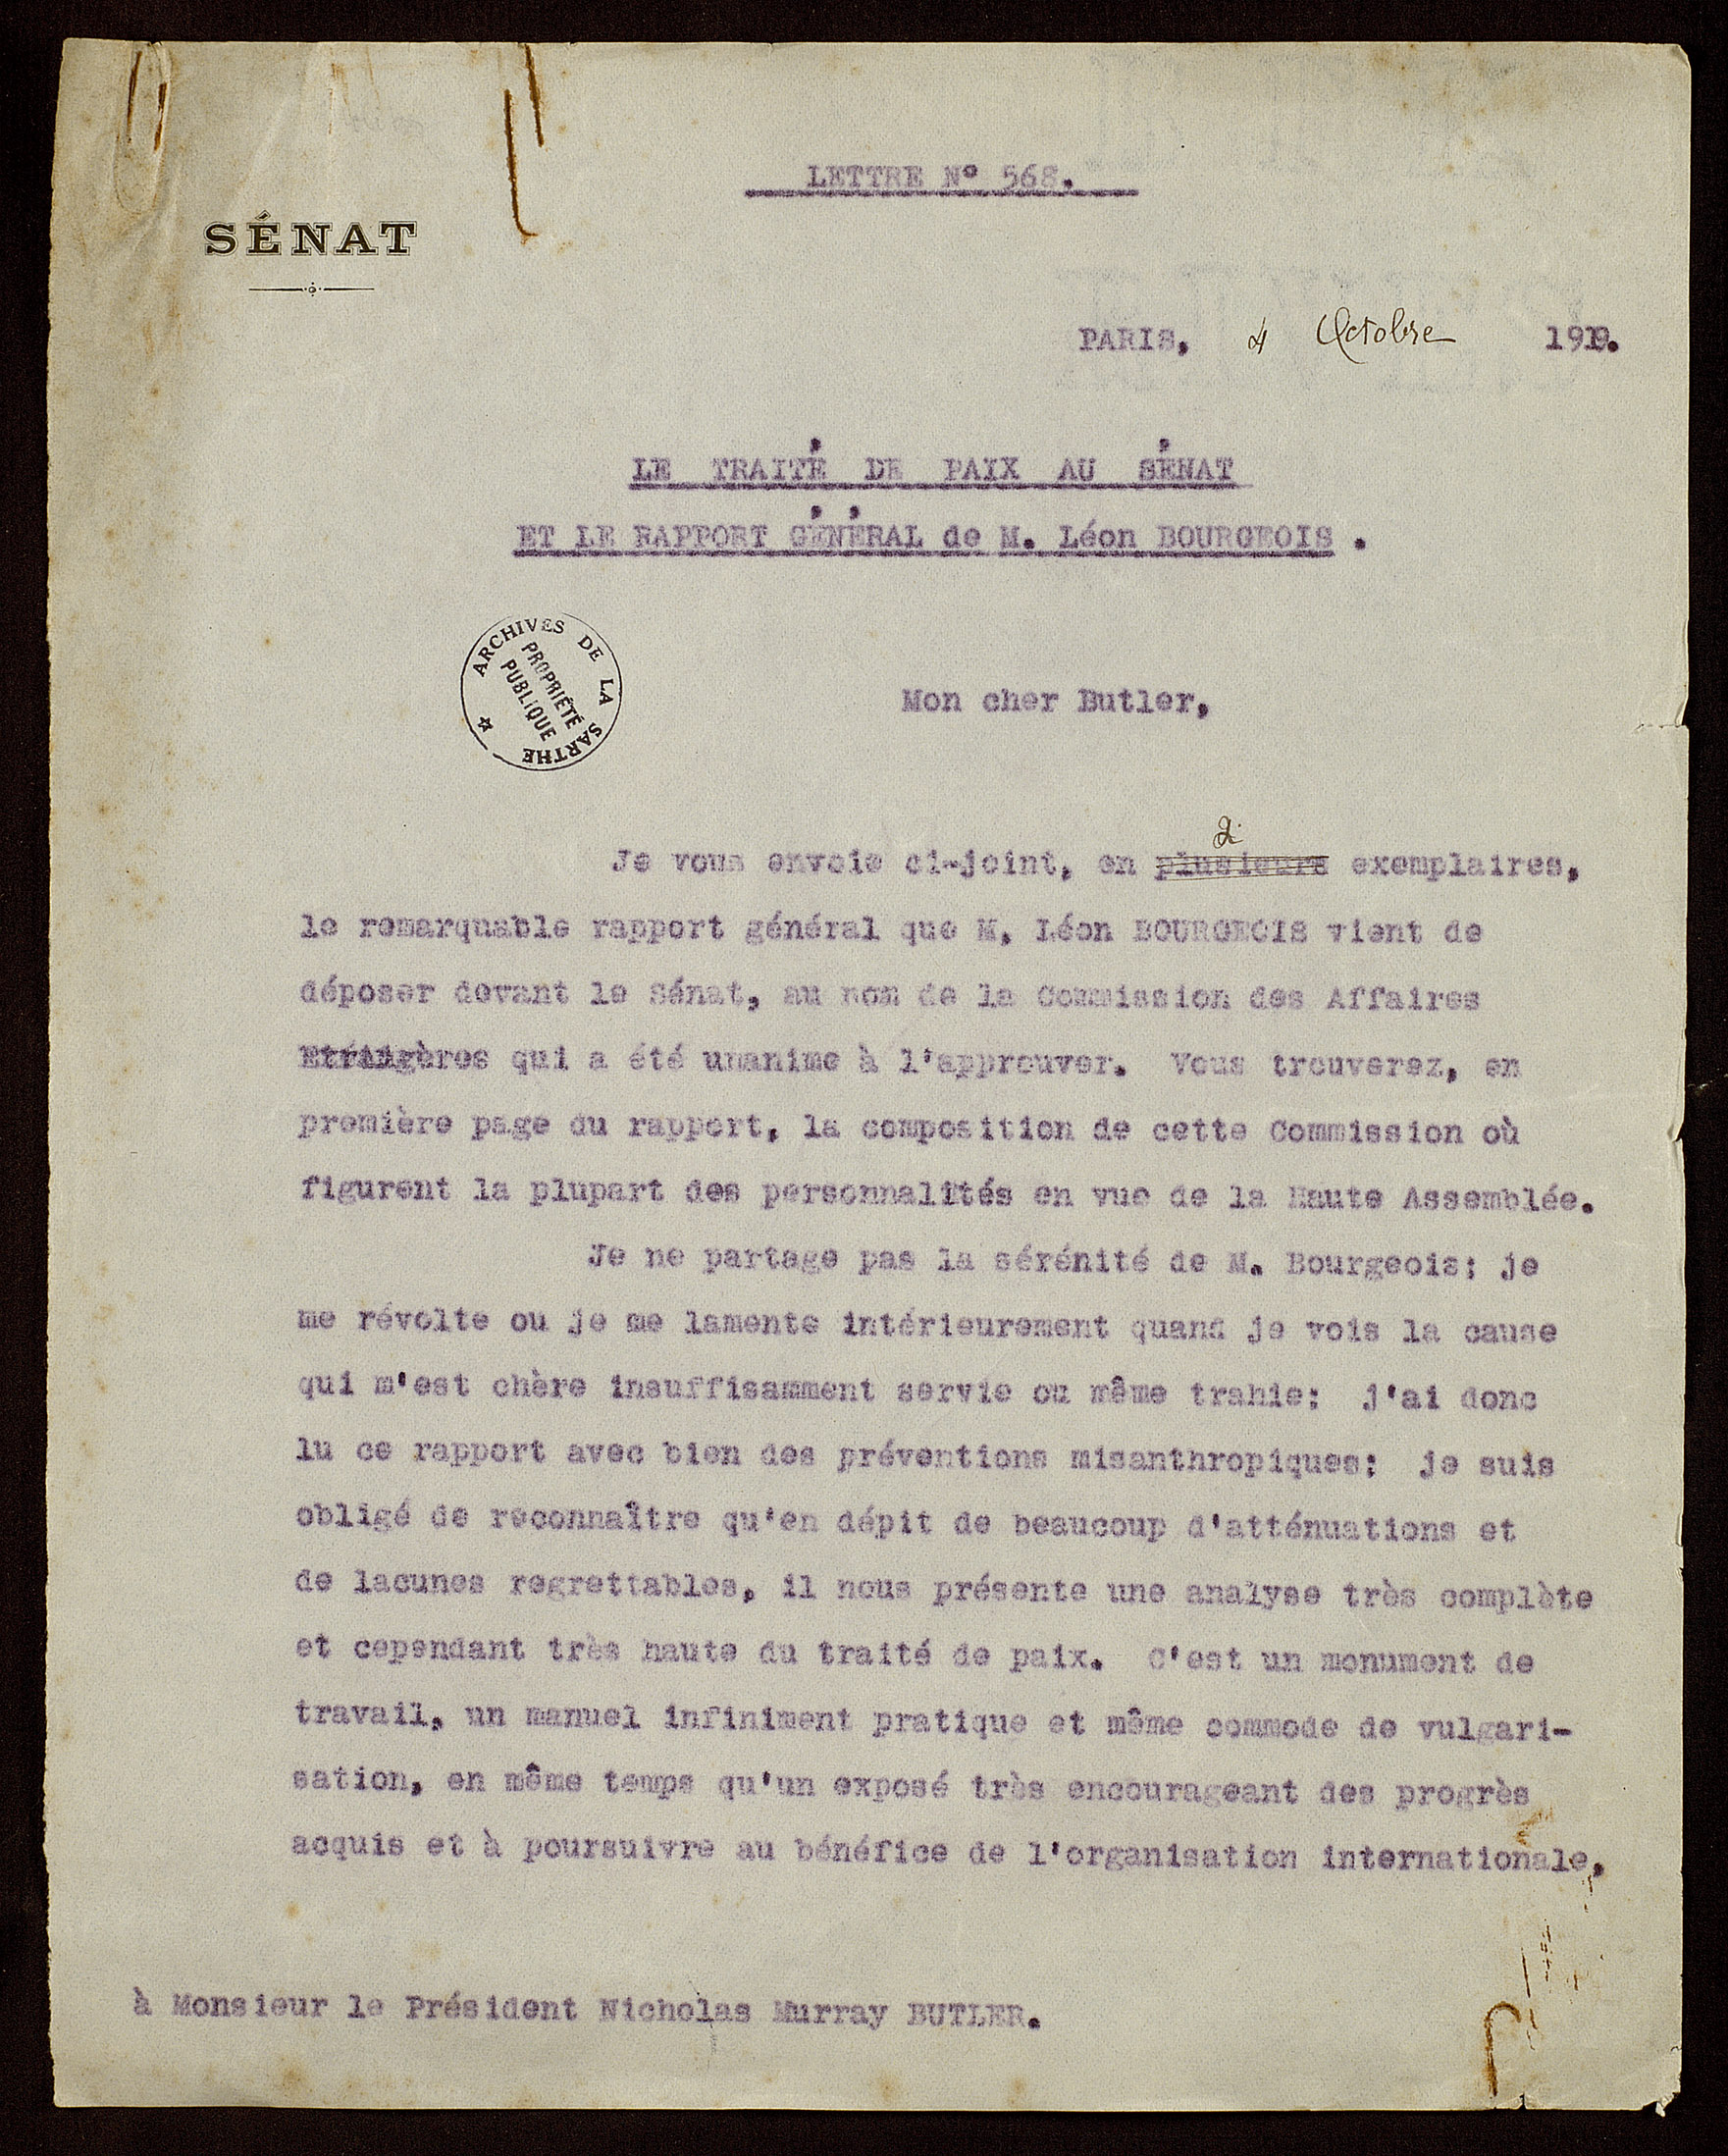 LETTRE N° 568.
SÉNAT
PARIS, 4 Octobre 1919.
LE TRAITÉ DE PAIX AU SÉNAT
ET LE RAPPORT GÉNÉRAL de M. Léon BOURGEOIS .
ARCHIVES DE LA SARTHE
PROPRIÉTÉ
PUBLIQUE
Mon cher Butler,
2
Je vous envoie ci-joint, en plusieurs exemplaires,
le remarquable rapport général que M. Léon BOURGEOIS vient de
déposer devant le Sénat, au nom de la Commission des Affaires
Etrangères qui a été unanime à l'approuver. Vous trouverez, en
première page du rapport, la composition de cette Commission où
figurent la plupart des personnalités en vue de la Haute Assemblée.
Je ne partage pas la sérénité de M. Bourgeois; je
me révolte ou je me lamente intérieurement quand je vois la cause
qui m'est chère insuffisamment servie ou même trahie: j'ai donc
lu ce rapport avec bien des préventions misanthropiques; je suis
obligé de reconnaître qu'en dépit de beaucoup d'atténuations et
de lacunes regrettables, il nous présente une analyse très complète
et cependant très haute du traité de paix. C'est un monument de
travail, un manuel infiniment pratique et même commode de vulgari-
sation, en même temps qu'un exposé très encourageant des progrès
acquis et à poursuivre au bénéfice de l'organisation internationale,
à Monsieur le Président Nicholas Murray BUTLER.